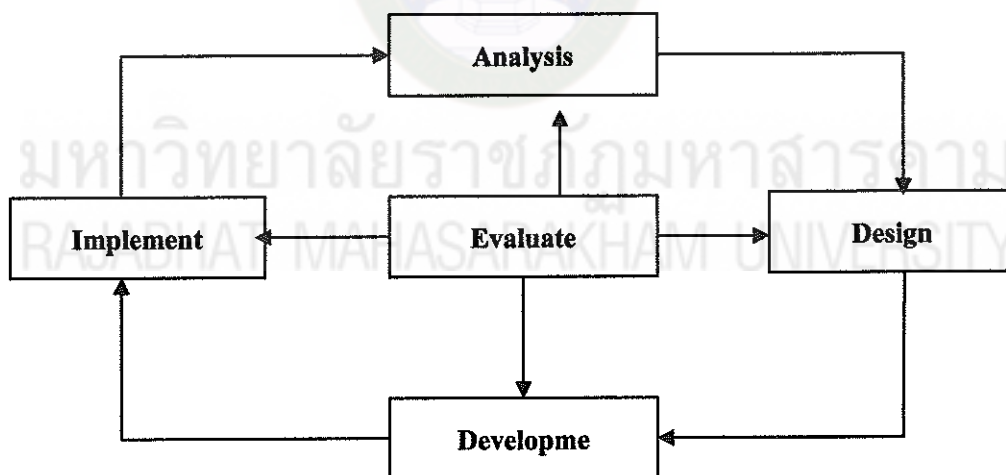 Analysis
มหาวิทยาลัยราชภัฏมหาสารคาม
Implement
Evaluate
Design
RAJABHAT MAHASARAKHAM UNIVERSITY
Developme